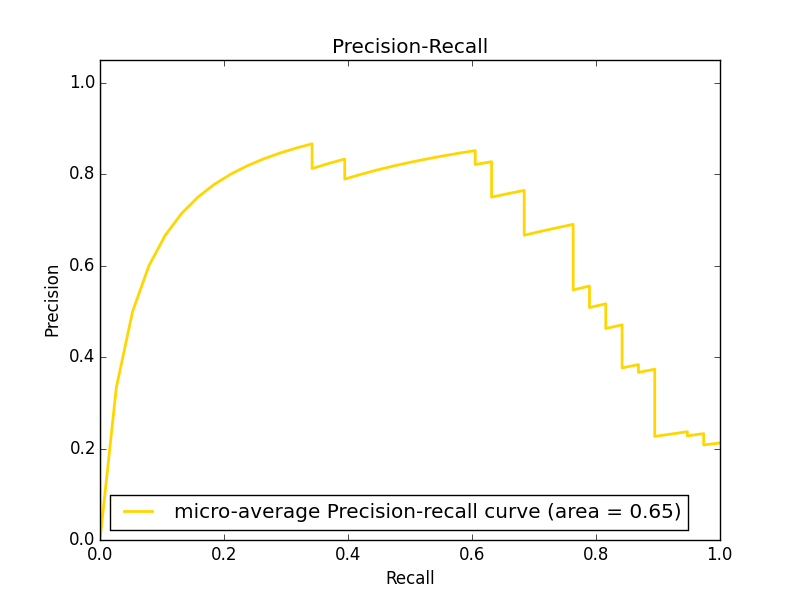 Precision-Recall
1.0
0.8
0.6
0.4
0.2
0.0
Precision
micro-average Precision-recall curve (area = 0.65)
0.0 0.2 0.4 0.6 0.8 1.0
Recall